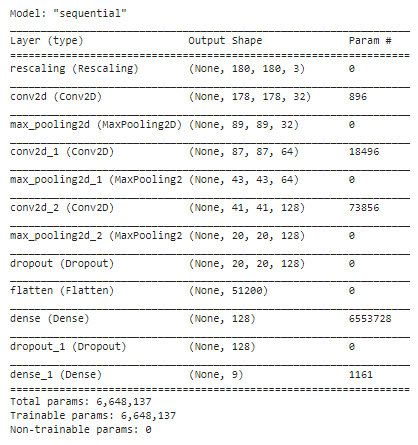 Model: "sequential"
Layer (type) Output Shape Param #
rescaling (Rescaling) (None, 180, 180, 3) 0
conv2d (Conv2D) (None, 178, 178, 32) 896
max_pooling2d (MaxPooling2D) (None, 89, 89, 32) 0
conv2d_1 (Conv2D) (None, 87, 87, 64) 18496
max_pooling2d_1 (MaxPooling2 (None, 43, 43, 64) 0
conv2d_2 (Conv2D) (None, 41, 41, 128) 73856
max_pooling2d_2 (MaxPooling2 (None, 20, 20, 128) 0
dropout (Dropout) (None, 20, 20, 128) 0
flatten (Flatten) (None, 51200) 0
dense (Dense) (None, 128) 6553728
dropout_1 (Dropout) (None, 128) 0
dense_1 (Dense) (None, 9) 1161
Total params: 6,648,137
Trainable params: 6,648,137
Non-trainable params: 0